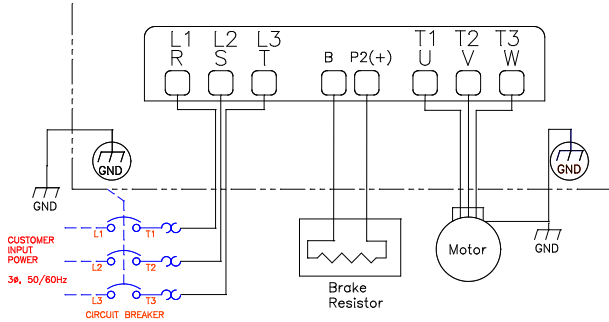 L1 L2 L3 T1 T2 T3
R S T B P2(+) U V W
GND
GND
GND
GND
L1 T1
CUSTOMER
INPUT
POWER
L2 T2
3ø, 50/60Hz
L3 T3
CIRCUIT BREAKER
Brake
Resistor
Motor